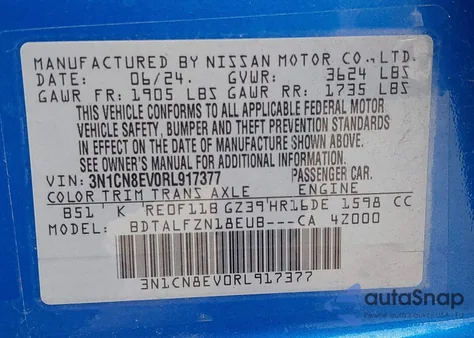 MANUFACTURED BY NISSAN MOTOR CO., LTD.
DATE: 06/24. GVWR: 3624 LBS
GAWR FR: 1905 LBS GAWR RR: 1735 LBS
THIS VEHICLE CONFORMS TO ALL APPLICABLE FEDERAL MOTOR
VEHICLE SAFETY, BUMPER AND THEFT PREVENTION STANDARDS
IN EFFECT ON THE DATE OF MANUFACTURE SHOWN ABOVE.
SEE OWNER'S MANUAL FOR ADDITIONAL INFORMATION.
VIN: 3N1CN8EV0RL917377 PASSENGER CAR.
COLOR TRIM TRANS AXLE ENGINE
B51 K RE0F11B GZ39 HR16DE 1598 CC
MODEL: BDTALFZN18EUB---CA 4Z000
3N1CN8EV0RL917377
autoSnap